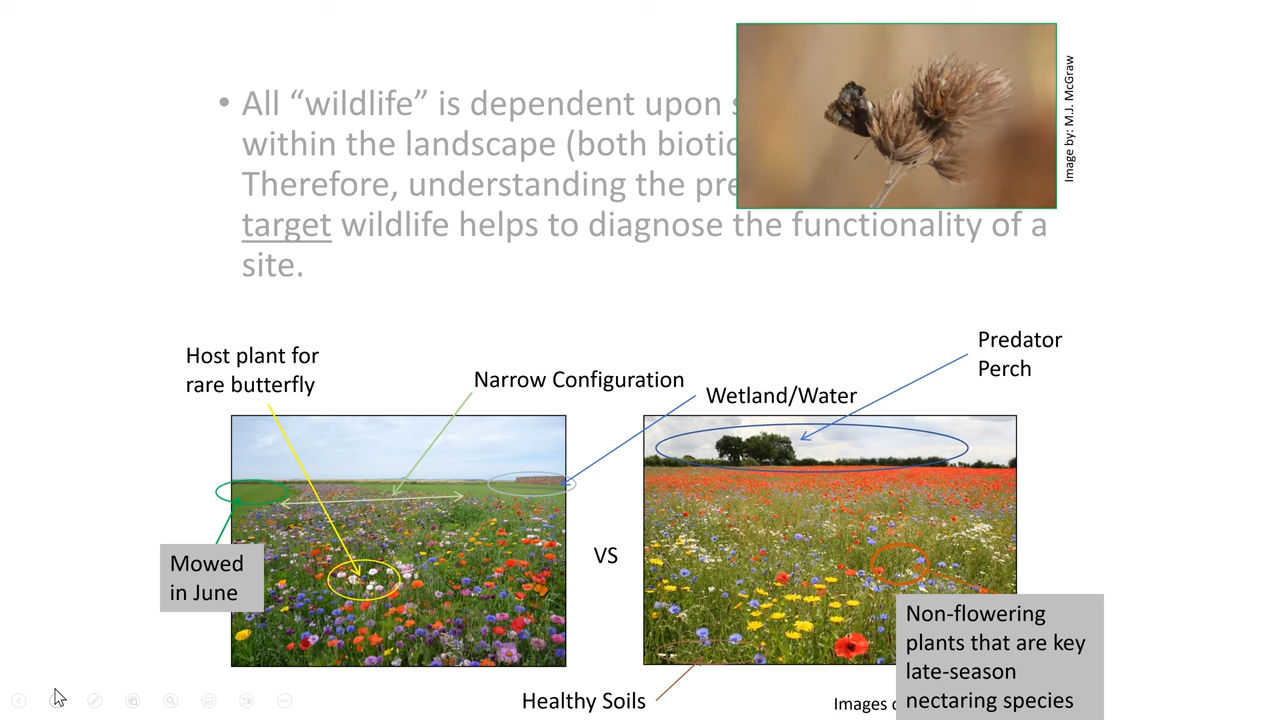 • All “wildlife” is dependent upon
within the landscape (both
Therefore, understanding the
target wildlife helps to diagnose the functionality of a
site.
Image by: M.J. McGraw
Host plant for
rare butterfly
Narrow Configuration
Wetland/Water
Predator
Perch
Mowed
in June
VS
Non-flowering
plants that are key
late-season
nectaring species
Healthy Soils
Images